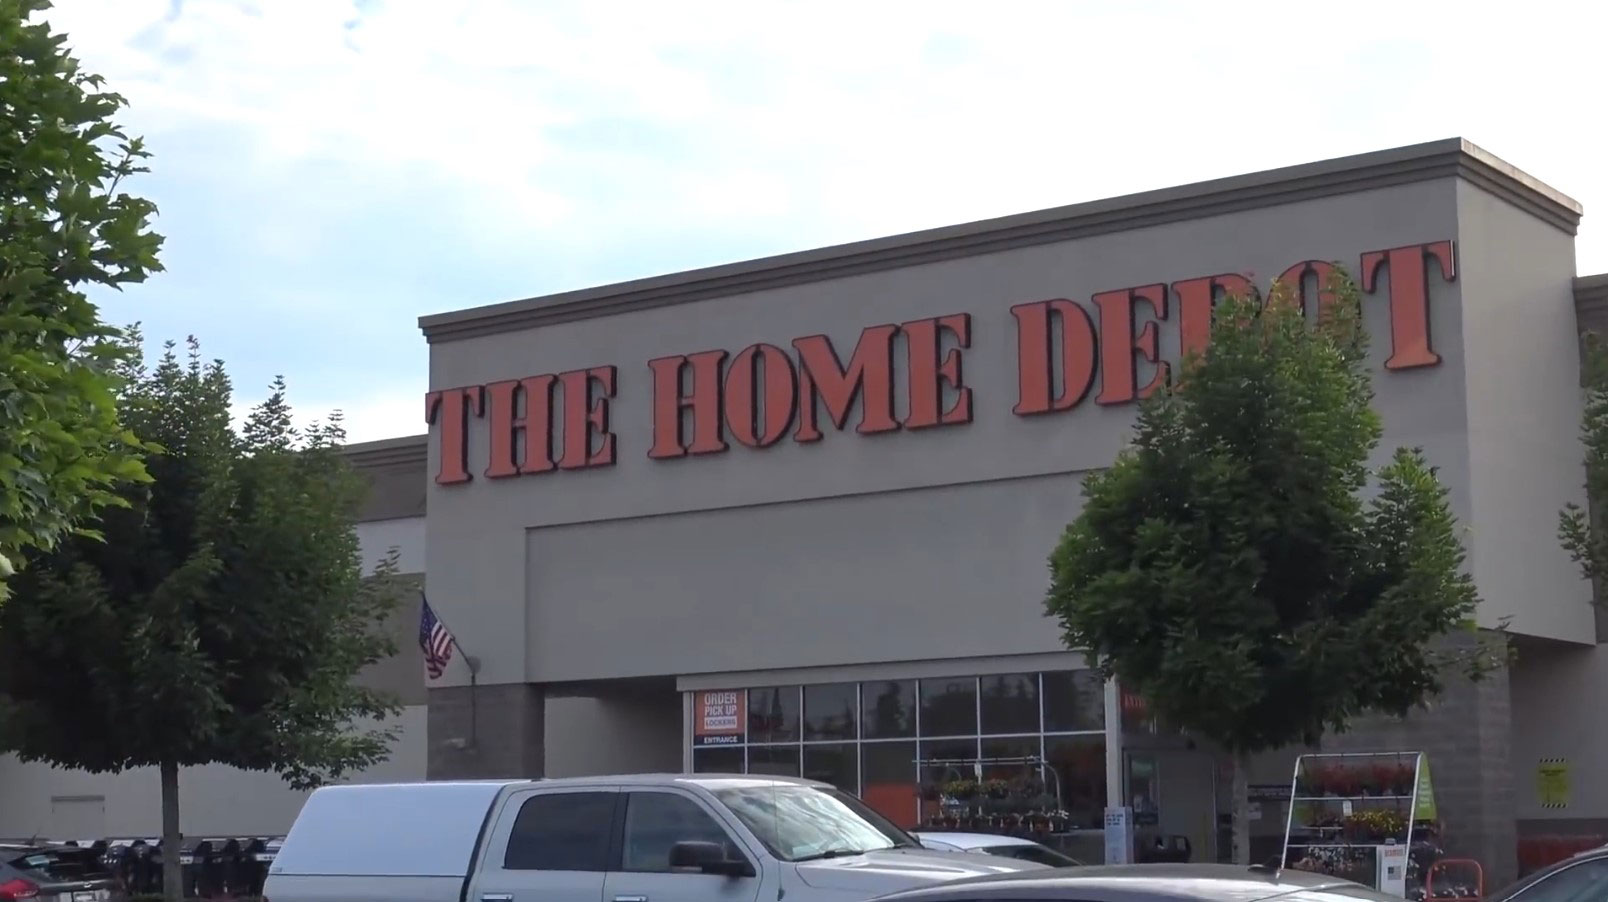 THE HOME DEPOT
ORDER
PICK UP
LOCKERS
ENTRANCE